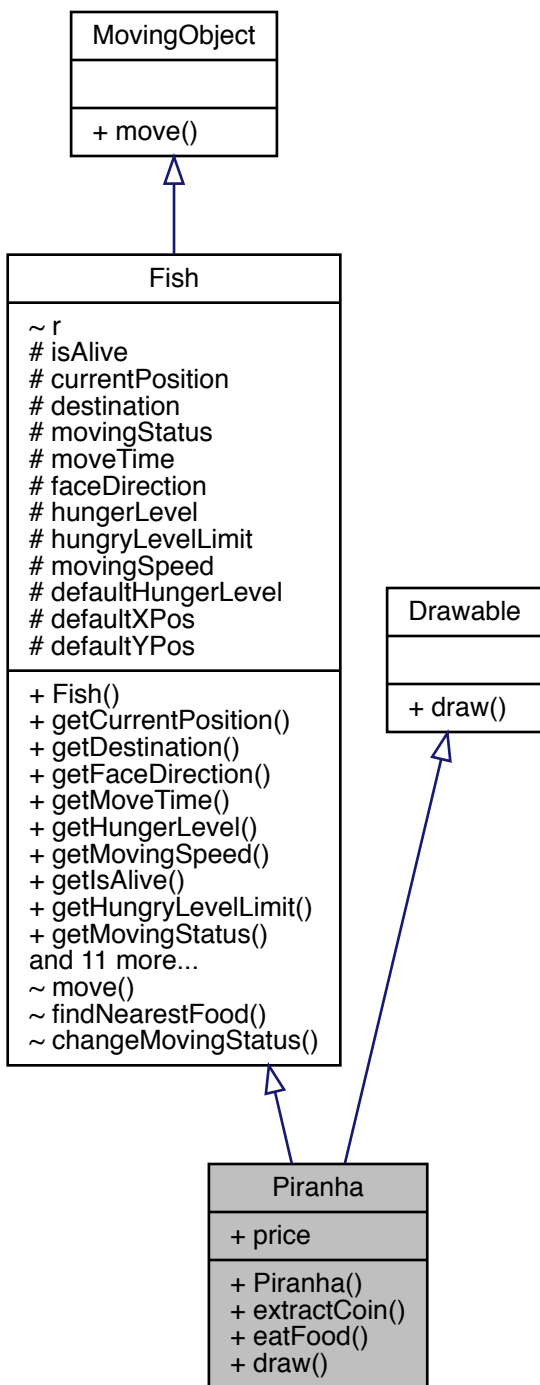 MovingObject
+ move()
Fish
~ r
# isAlive
# currentPosition
# destination
# movingStatus
# moveTime
# faceDirection
# hungerLevel
# hungryLevelLimit
# movingSpeed
# defaultHungerLevel
# defaultXPos
# defaultYPos
+ Fish()
+ getCurrentPosition()
+ getDestination()
+ getFaceDirection()
+ getMoveTime()
+ getHungerLevel()
+ getMovingSpeed()
+ getIsAlive()
+ getHungryLevelLimit()
+ getMovingStatus()
and 11 more...
~ move()
~ findNearestFood()
~ changeMovingStatus()
Drawable
+ draw()
Piranha
+ price
+ Piranha()
+ extractCoin()
+ eatFood()
+ draw()